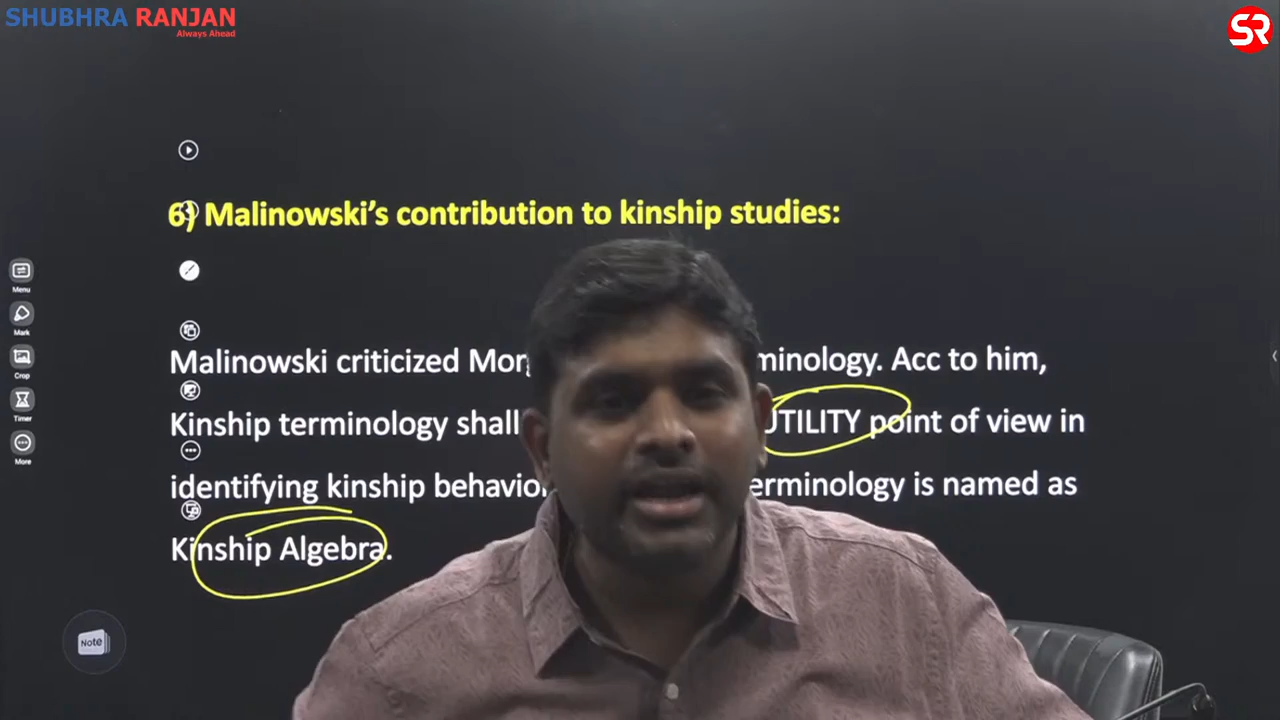 SHUBHRA RANJAN
Always Ahead
SR
6) Malinowski's contribution to kinship studies:
Menu
Mark
Malinowski criticized minology. Acc to him,
Crop
Kinship terminology shall UTILITY point of view in
Timer
More
identifying kinship erminology is named as
Kinship Algebra.
Note